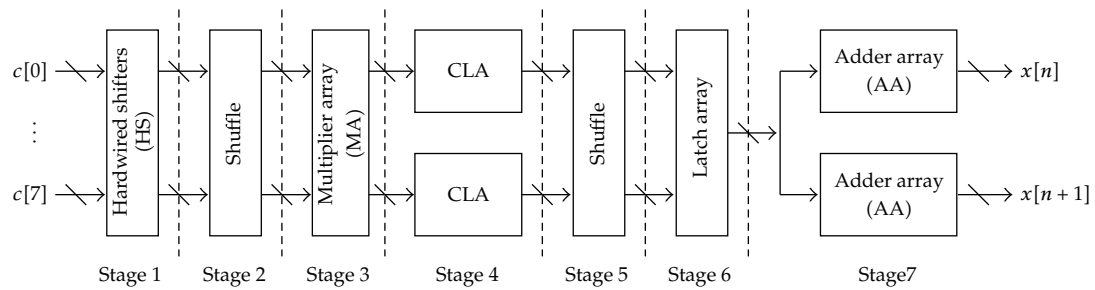 c[0]
⋮
c[7]
Hardwired shifters
(HS)
Shuffle
Multiplier array
(MA)
CLA
CLA
Shuffle
Latch array
Adder array
(AA)
Adder array
(AA)
x[n]
x[n + 1]
Stage 1
Stage 2
Stage 3
Stage 4
Stage 5
Stage 6
Stage7